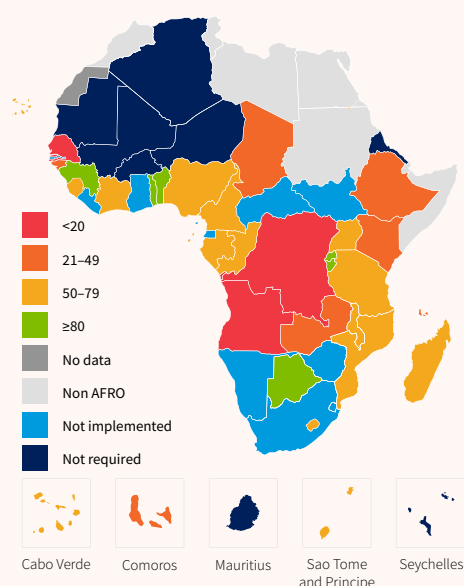 <20
21–49
50–79
≥80
No data
Non AFRO
Not implemented
Not required
Cabo Verde
Comoros
Mauritius
Sao Tome
and Principe
Seychelles